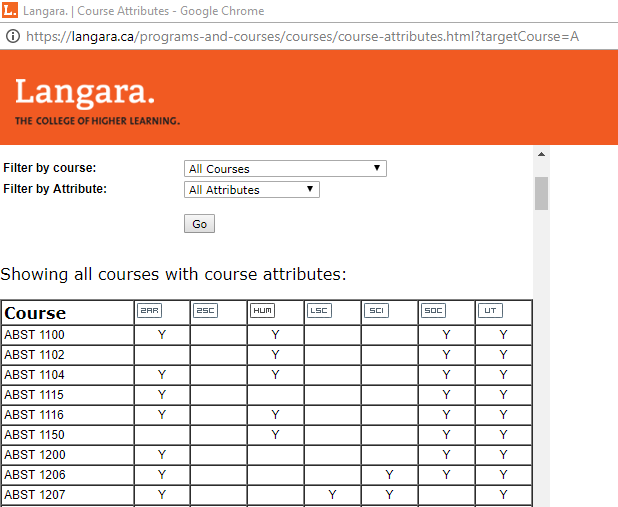 Langara. | Course Attributes - Google Chrome
https://langara.ca/programs-and-courses/courses/course-attributes.html?targetCourse=A
Langara.
THE COLLEGE OF HIGHER LEARNING.
Filter by course: All Courses
Filter by Attribute: All Attributes
Go
Showing all courses with course attributes:
Course 2AR 2SC HUM LSC SCI SOC UT
ABST 1100 Y Y Y Y
ABST 1102 Y Y Y
ABST 1104 Y Y Y Y
ABST 1115 Y Y Y
ABST 1116 Y Y Y Y
ABST 1150 Y Y Y
ABST 1200 Y Y Y
ABST 1206 Y Y Y Y
ABST 1207 Y Y Y Y